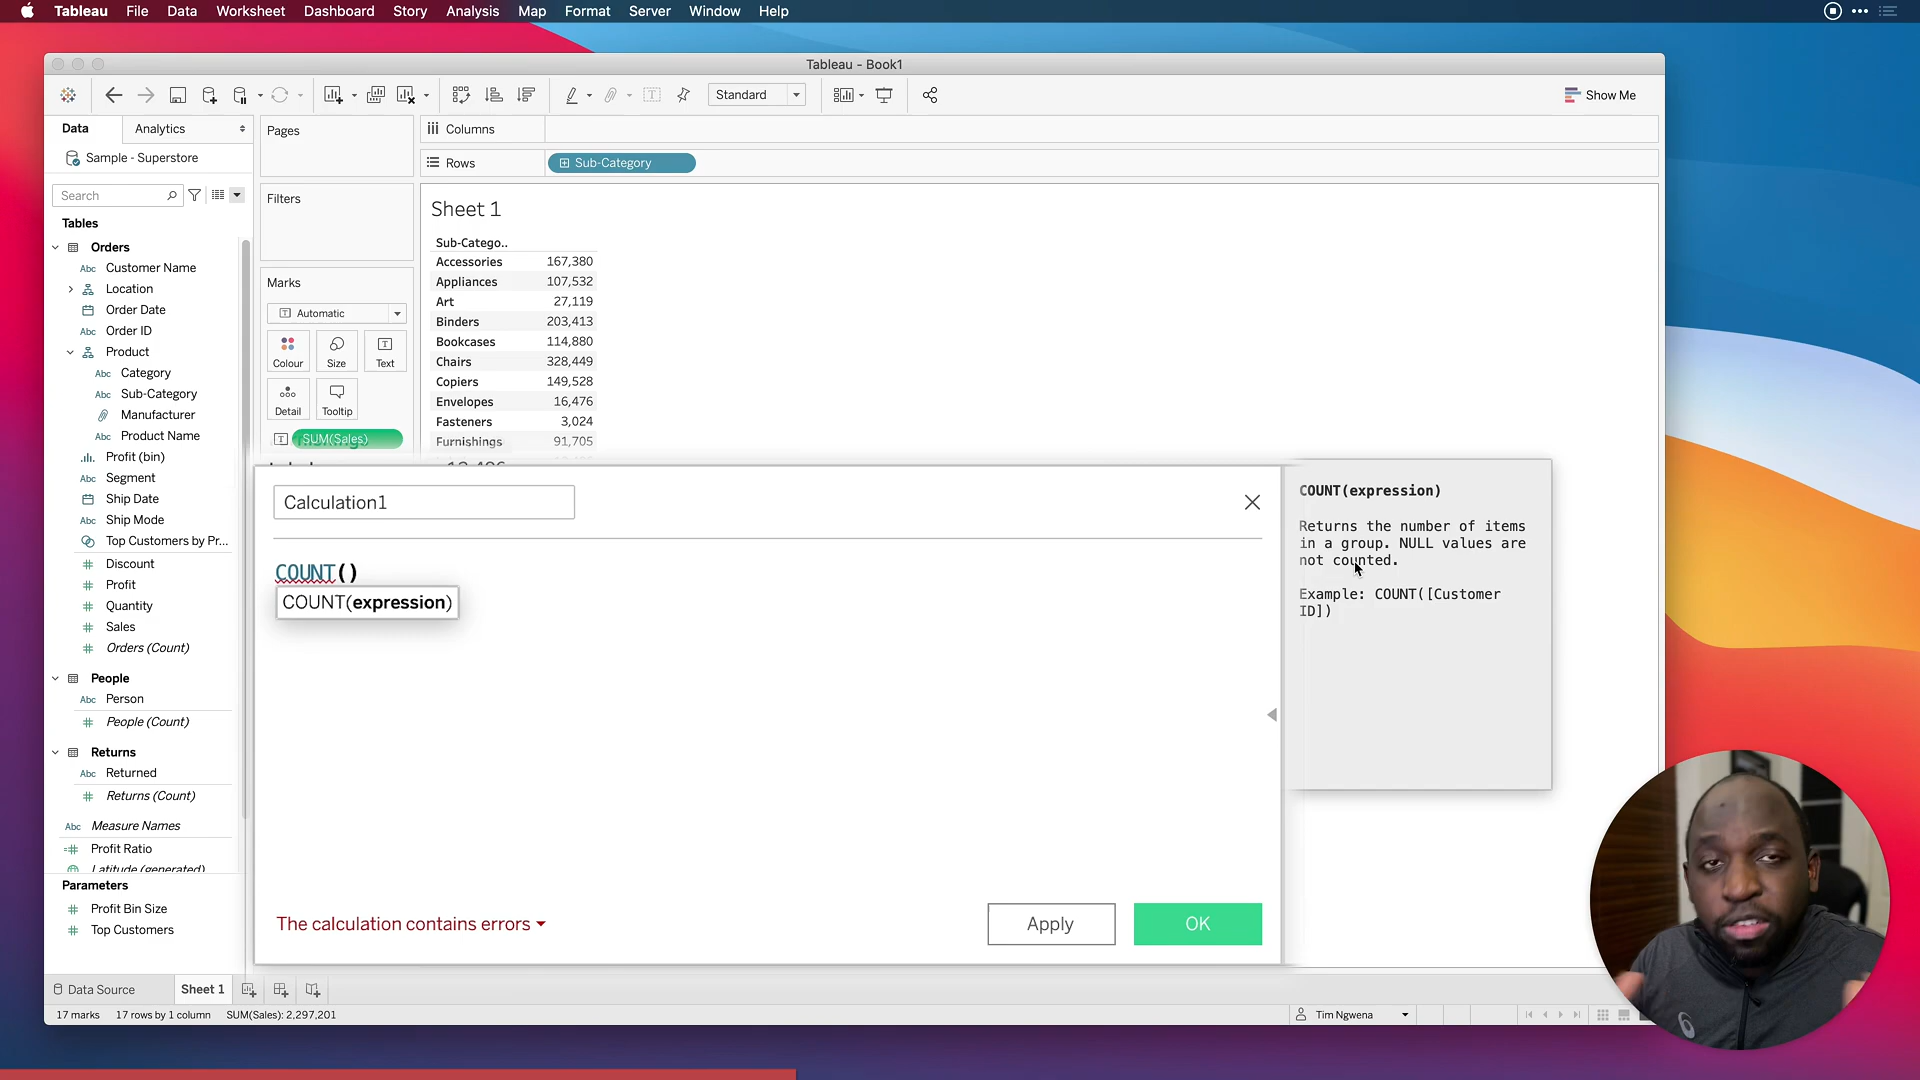 Tableau File Data Worksheet Dashboard Story Analysis Map Format Server Window Help
Tableau - Book1
Standard
Show Me
Data
Analytics
Sample - Superstore
Search
Tables
Orders
Abc Customer Name
Location
Order Date
Abc Order ID
Product
Abc Category
Abc Sub-Category
Manufacturer
Abc Product Name
Profit (bin)
Abc Segment
Ship Date
Abc Ship Mode
Top Customers by Pr...
# Discount
# Profit
# Quantity
# Sales
# Orders (Count)
People
Abc Person
# People (Count)
Returns
Abc Returned
# Returns (Count)
Abc Measure Names
=# Profit Ratio
Latitude (generated)
Parameters
# Profit Bin Size
# Top Customers
Pages
Filters
Marks
T Automatic
Colour
Size
T Text
Detail
Tooltip
T SUM(Sales)
Columns
Rows
Sub-Category
Sheet 1
Sub-Catego..
Accessories 167,380
Appliances 107,532
Art 27,119
Binders 203,413
Bookcases 114,880
Chairs 328,449
Copiers 149,528
Envelopes 16,476
Fasteners 3,024
Furnishings 91,705
Calculation1
COUNT()
COUNT(expression)
The calculation contains errors
Apply
OK
COUNT(expression)
Returns the number of items
in a group. NULL values are
not counted.
Example: COUNT([Customer
ID])
Data Source
Sheet 1
17 marks 17 rows by 1 column SUM(Sales): 2,297,201
Tim Ngwena